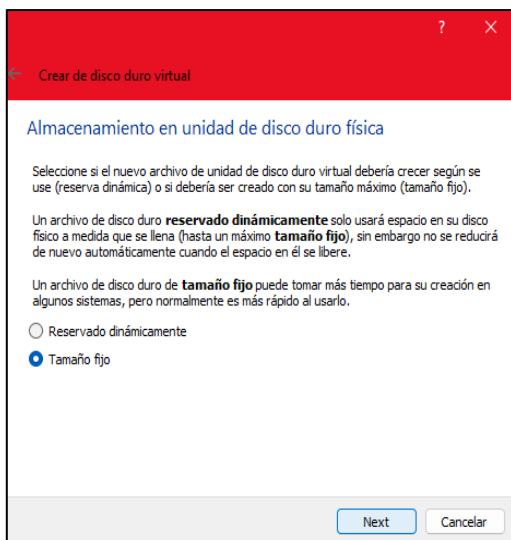 ?
Crear de disco duro virtual
Almacenamiento en unidad de disco duro física
Seleccione si el nuevo archivo de unidad de disco duro virtual debería crecer según se
use (reserva dinámica) o si debería ser creado con su tamaño máximo (tamaño fijo).
Un archivo de disco duro reservado dinámicamente solo usará espacio en su disco
físico a medida que se llena (hasta un máximo tamaño fijo), sin embargo no se reducirá
de nuevo automáticamente cuando el espacio en él se libere.
Un archivo de disco duro de tamaño fijo puede tomar más tiempo para su creación en
algunos sistemas, pero normalmente es más rápido al usarlo.
Reservado dinámicamente
Tamaño fijo
Next Cancelar